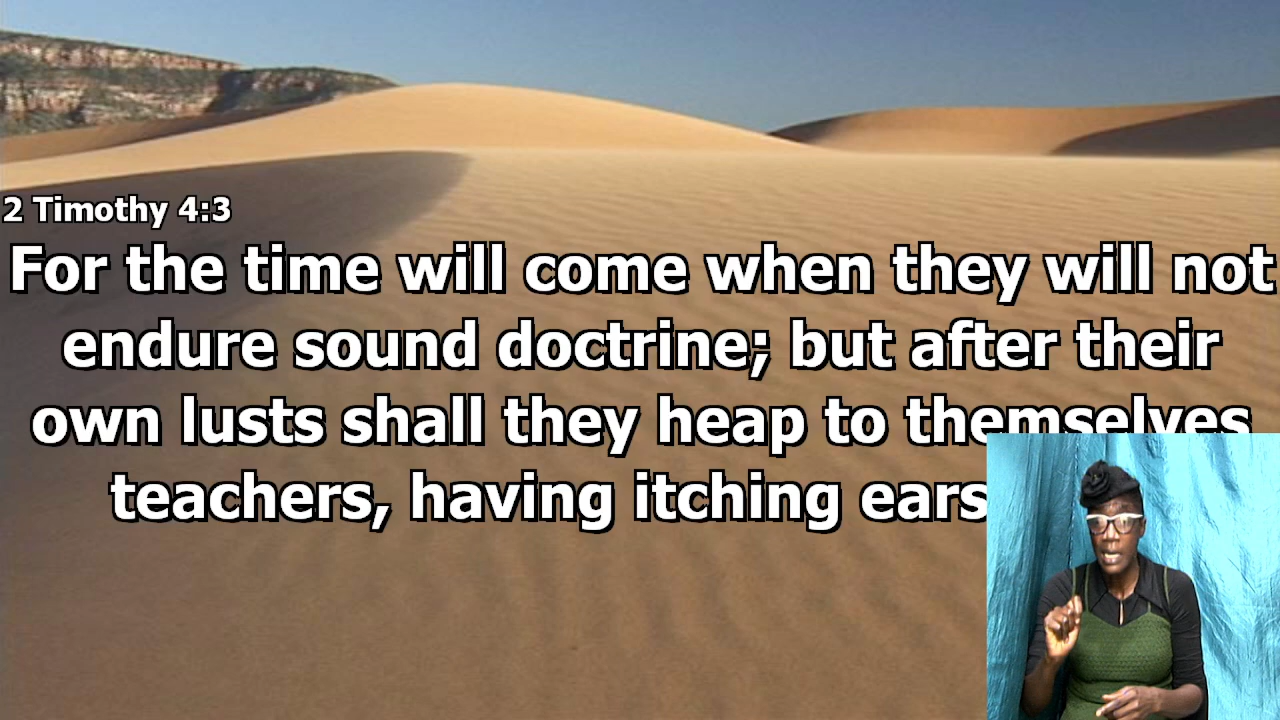 2 Timothy 4:3
For the time will come when they will not
endure sound doctrine; but after their
own lusts shall they heap to themselves
teachers, having itching ears